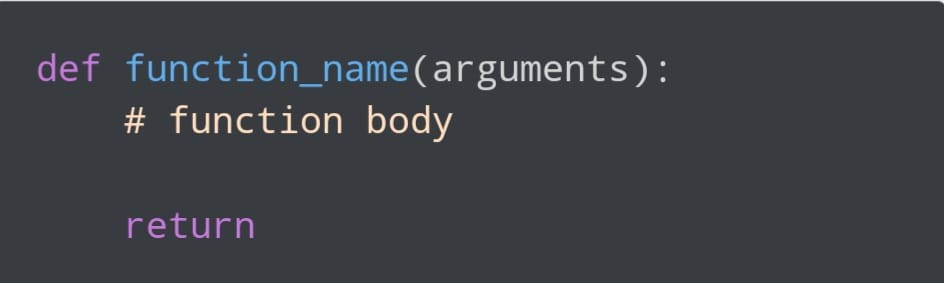 def function_name(arguments):
    # function body
    return